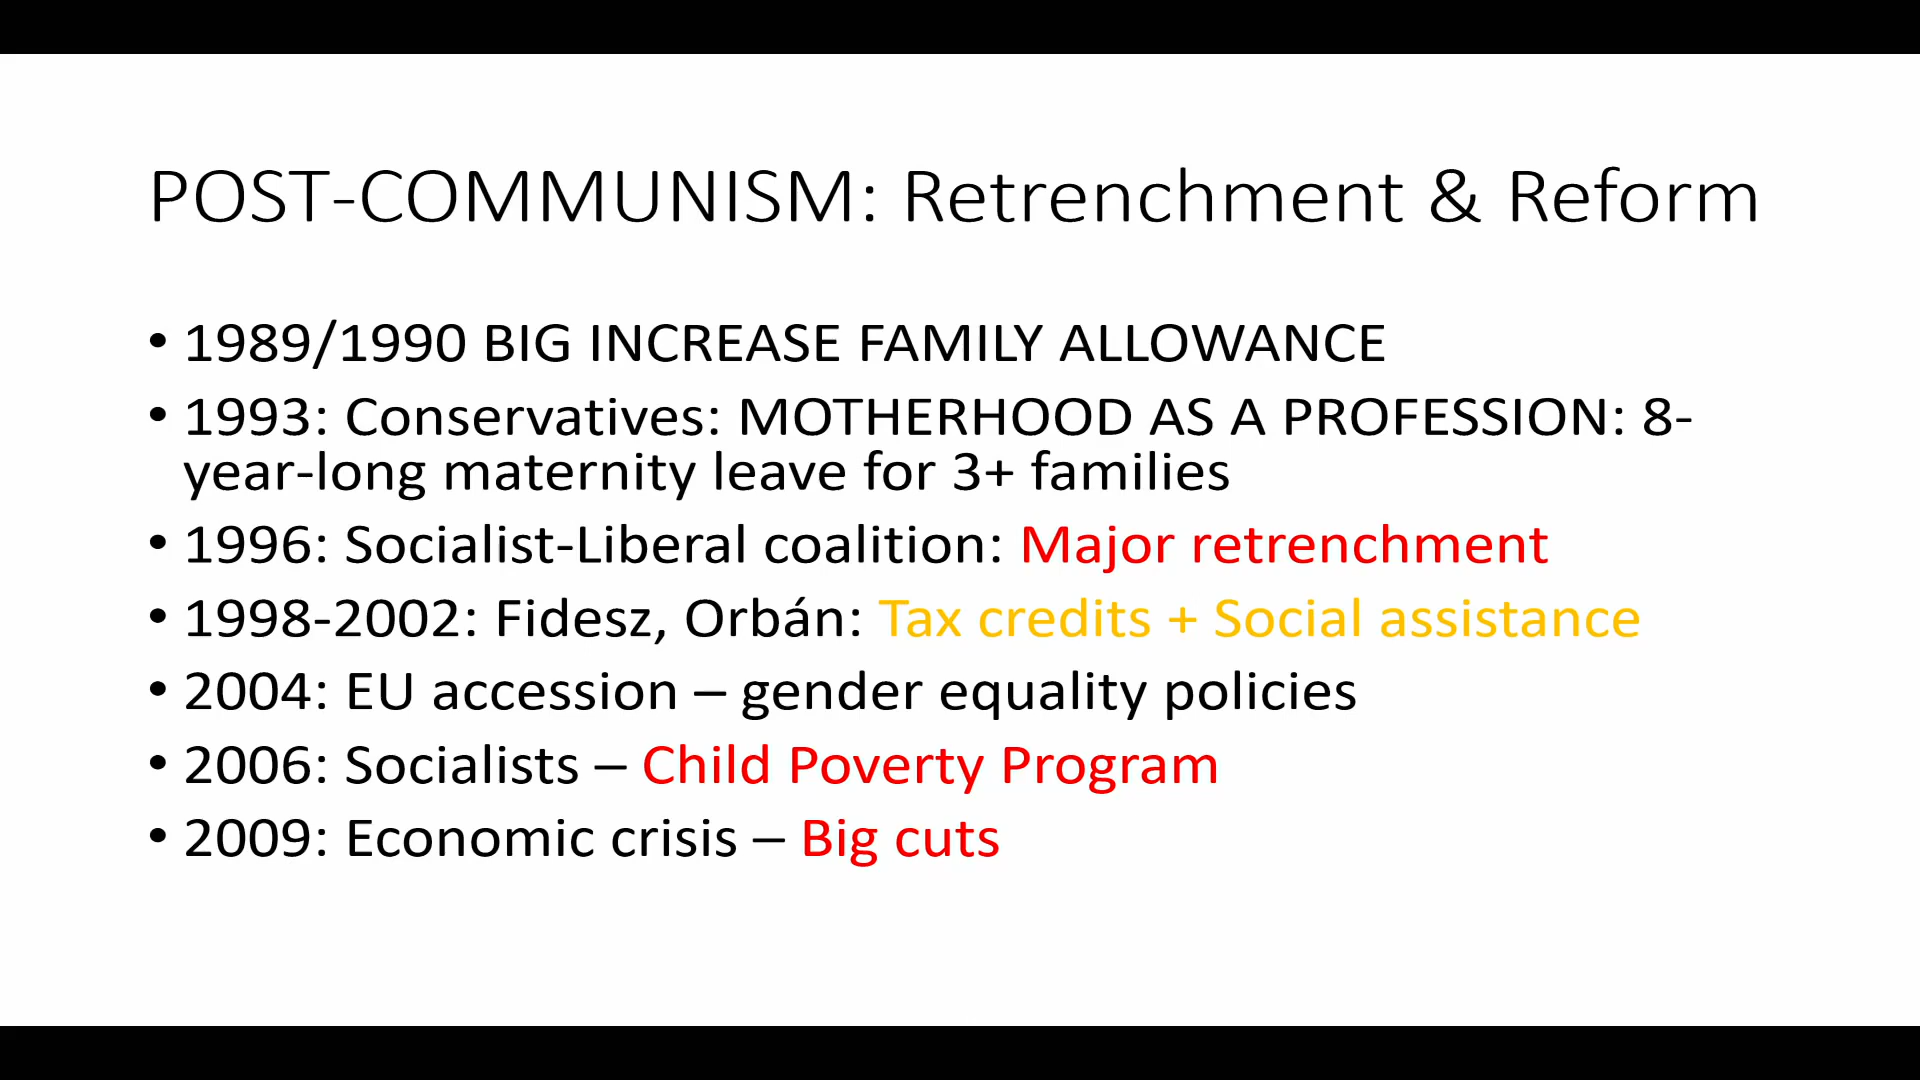 POST-COMMUNISM: Retrenchment & Reform
• 1989/1990 BIG INCREASE FAMILY ALLOWANCE
• 1993: Conservatives: MOTHERHOOD AS A PROFESSION: 8-
year-long maternity leave for 3+ families
• 1996: Socialist-Liberal coalition: Major retrenchment
• 1998-2002: Fidesz, Orbán: Tax credits + Social assistance
• 2004: EU accession – gender equality policies
• 2006: Socialists – Child Poverty Program
• 2009: Economic crisis – Big cuts